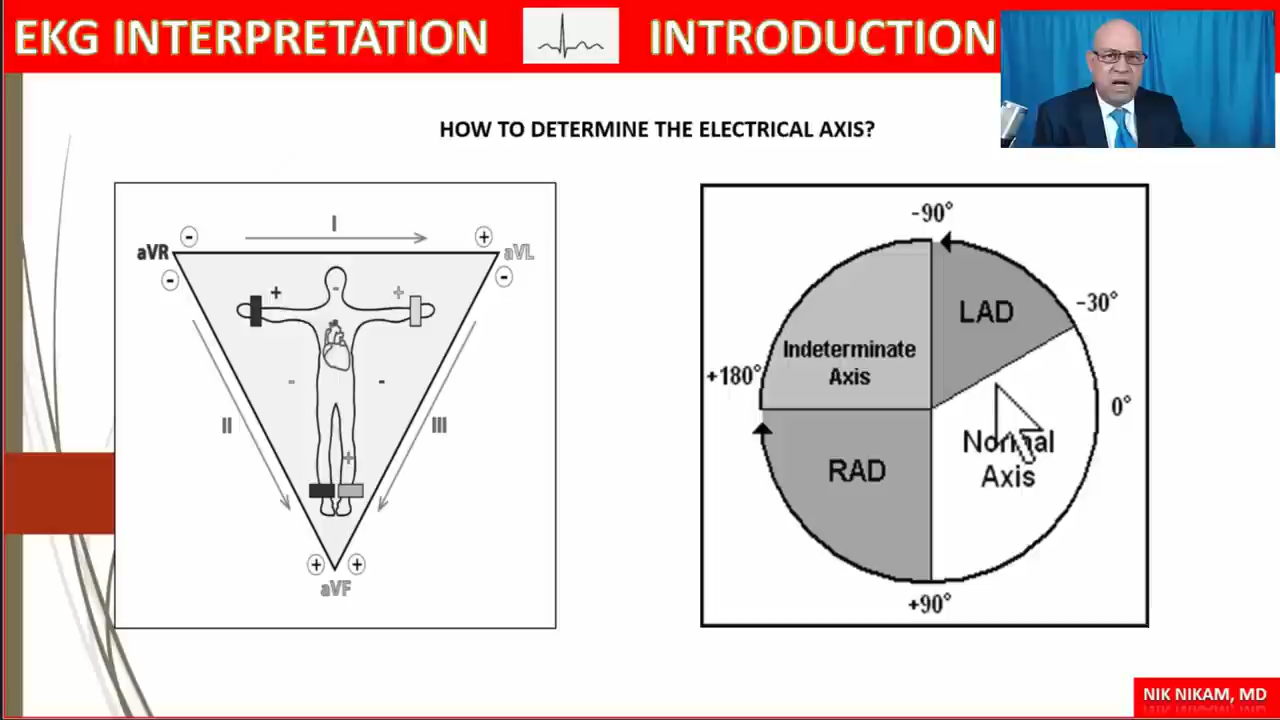 EKG INTERPRETATION
INTRODUCTION
HOW TO DETERMINE THE ELECTRICAL AXIS?
I
- +
aVR aVL
- -
+ - +
- -
II III
+
+ +
aVF
-90°
LAD
-30°
Indeterminate
Axis
+180°
0°
Normal
Axis
RAD
+90°
NIK NIKAM, MD